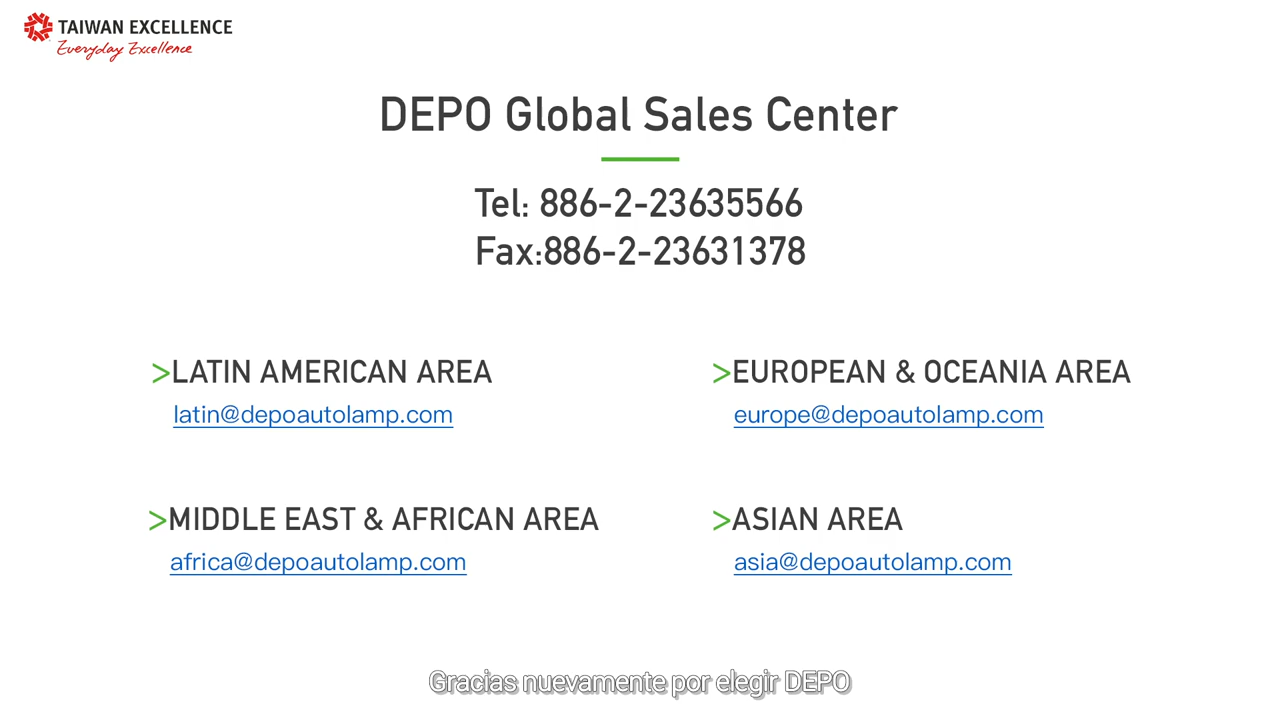 TAIWAN EXCELLENCE
Everyday Excellence
DEPO Global Sales Center
Tel: 886-2-23635566
Fax:886-2-23631378
>LATIN AMERICAN AREA
latin@depoautolamp.com
>EUROPEAN & OCEANIA AREA
europe@depoautolamp.com
>MIDDLE EAST & AFRICAN AREA
africa@depoautolamp.com
>ASIAN AREA
asia@depoautolamp.com
Gracias nuevamente por elegir DEPO